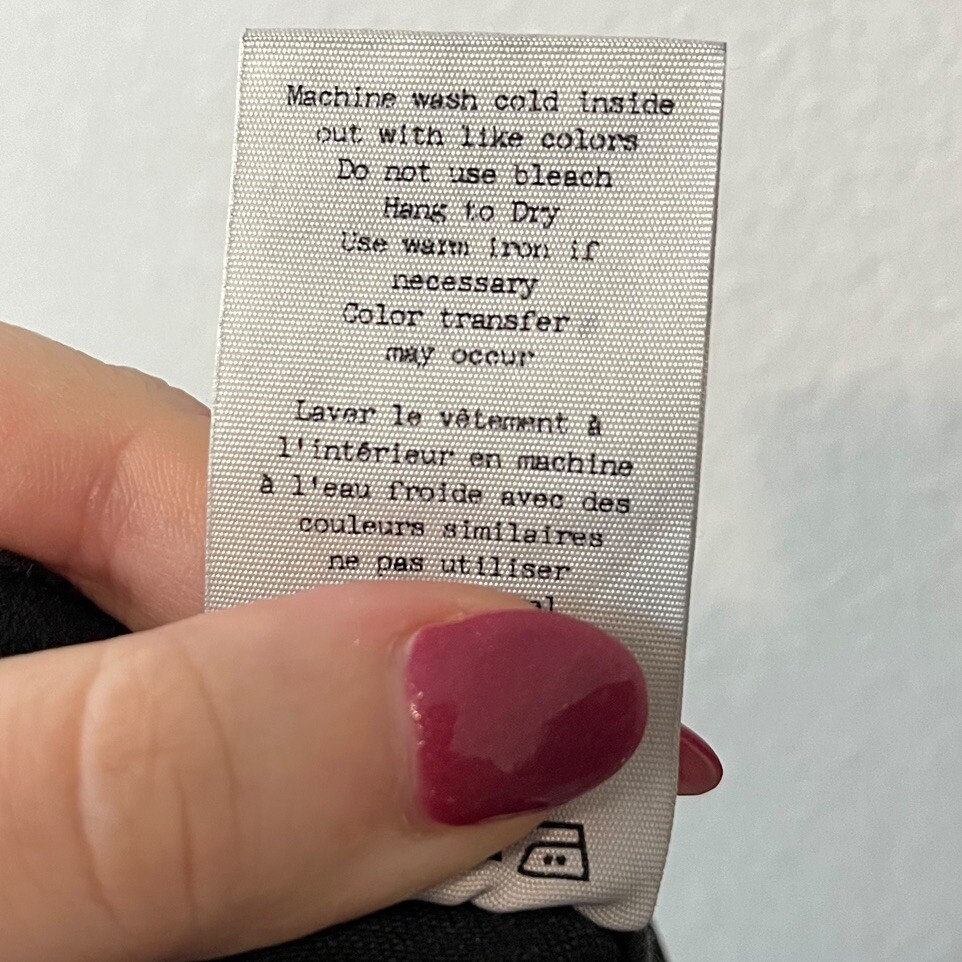 Machine wash cold inside
out with like colors
Do not use bleach
Hang to Dry
Use warm iron if
necessary
Color transfer
may occur
Laver le vêtement à
l'intérieur en machine
à l'eau froide avec des
couleurs similaires
ne pas utiliser